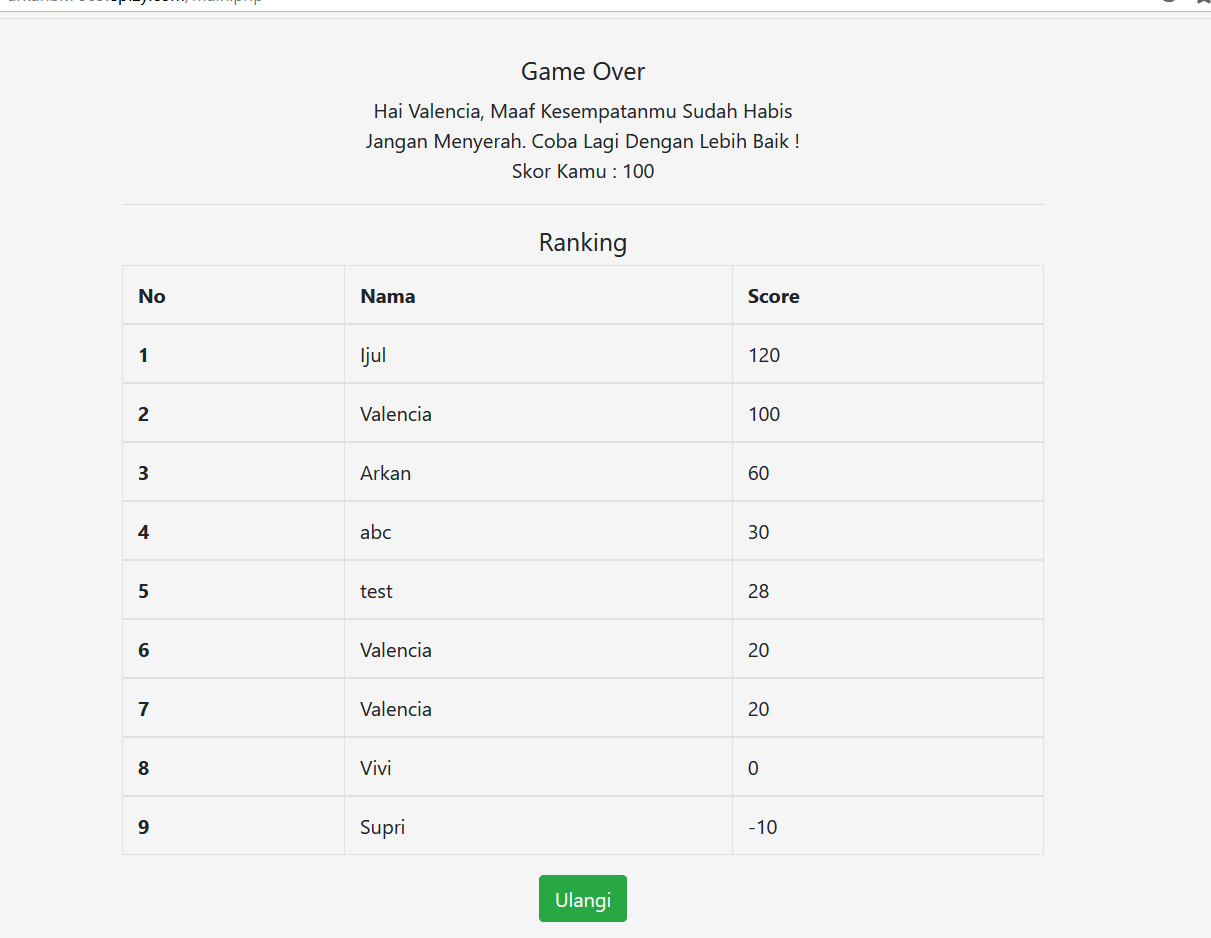 Game Over
Hai Valencia, Maaf Kesempatanmu Sudah Habis
Jangan Menyerah. Coba Lagi Dengan Lebih Baik !
Skor Kamu : 100
Ranking
No Nama Score
1 Ijul 120
2 Valencia 100
3 Arkan 60
4 abc 30
5 test 28
6 Valencia 20
7 Valencia 20
8 Vivi 0
9 Supri -10
Ulangi